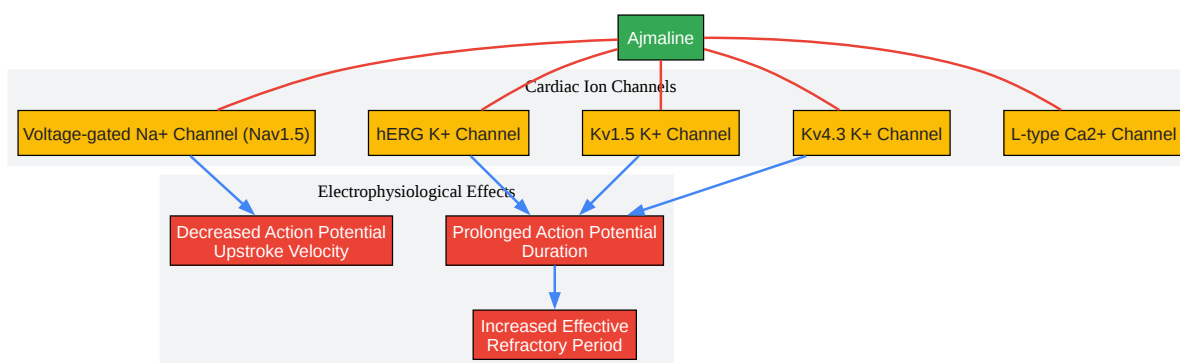 Ajmaline
Cardiac Ion Channels
Voltage-gated Na+ Channel (Nav1.5)
hERG K+ Channel
Kv1.5 K+ Channel
Kv4.3 K+ Channel
L-type Ca2+ Channel
Electrophysiological Effects
Decreased Action Potential
Upstroke Velocity
Prolonged Action Potential
Duration
Increased Effective
Refractory Period